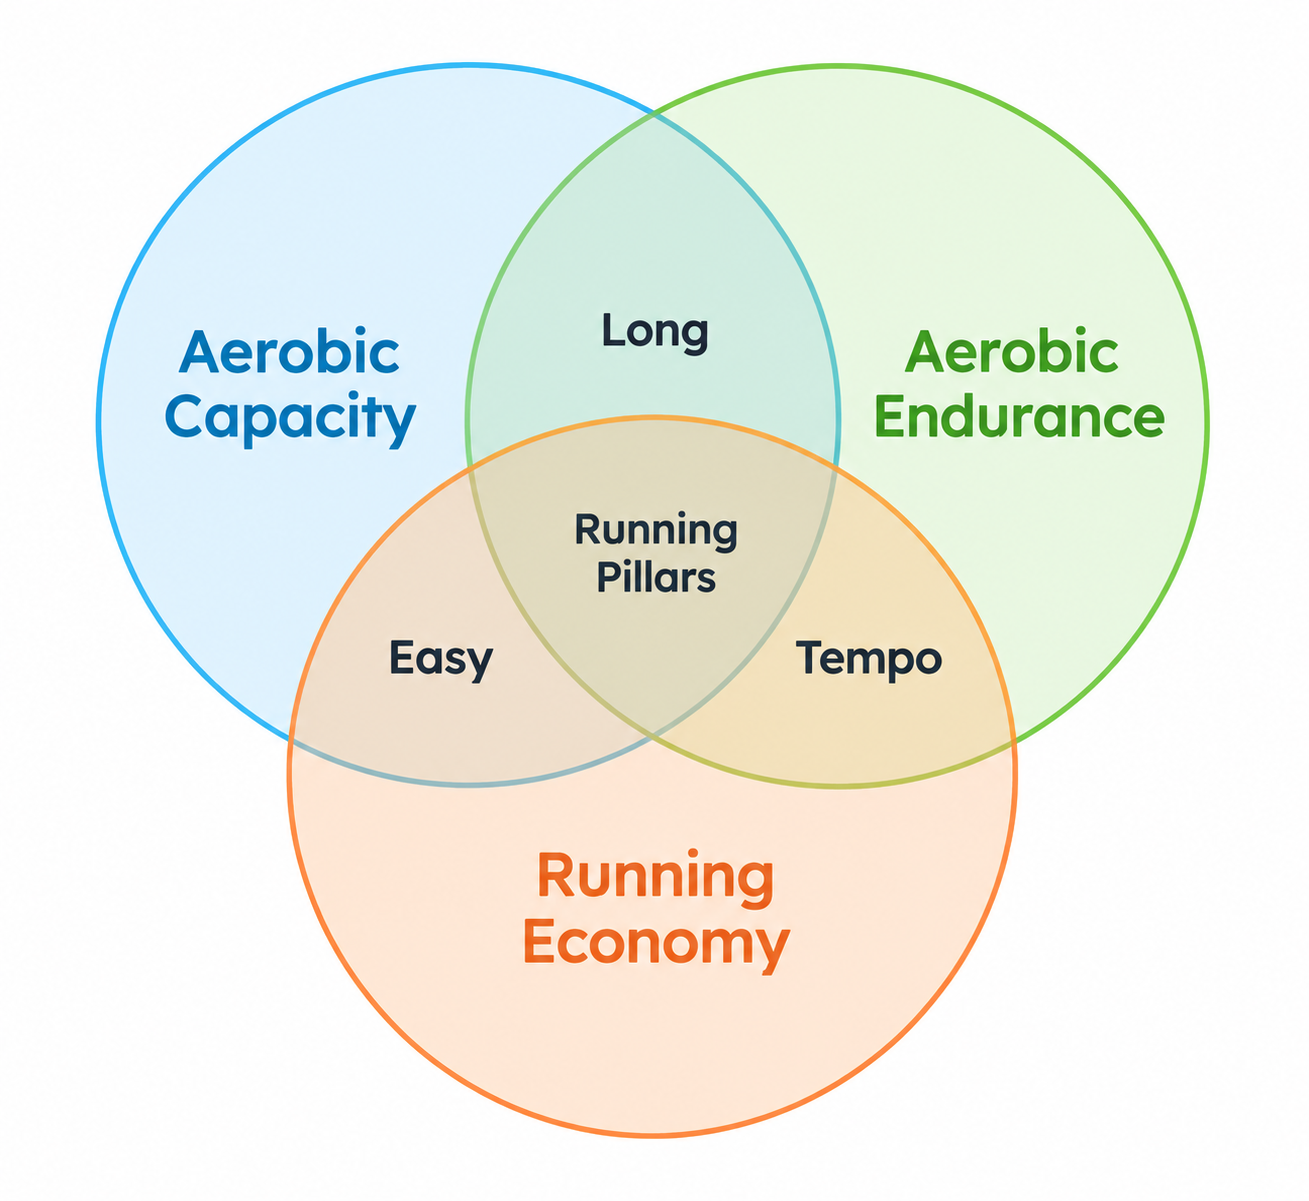 Long
Aerobic
Capacity
Aerobic
Endurance
Running
Pillars
Easy
Tempo
Running
Economy